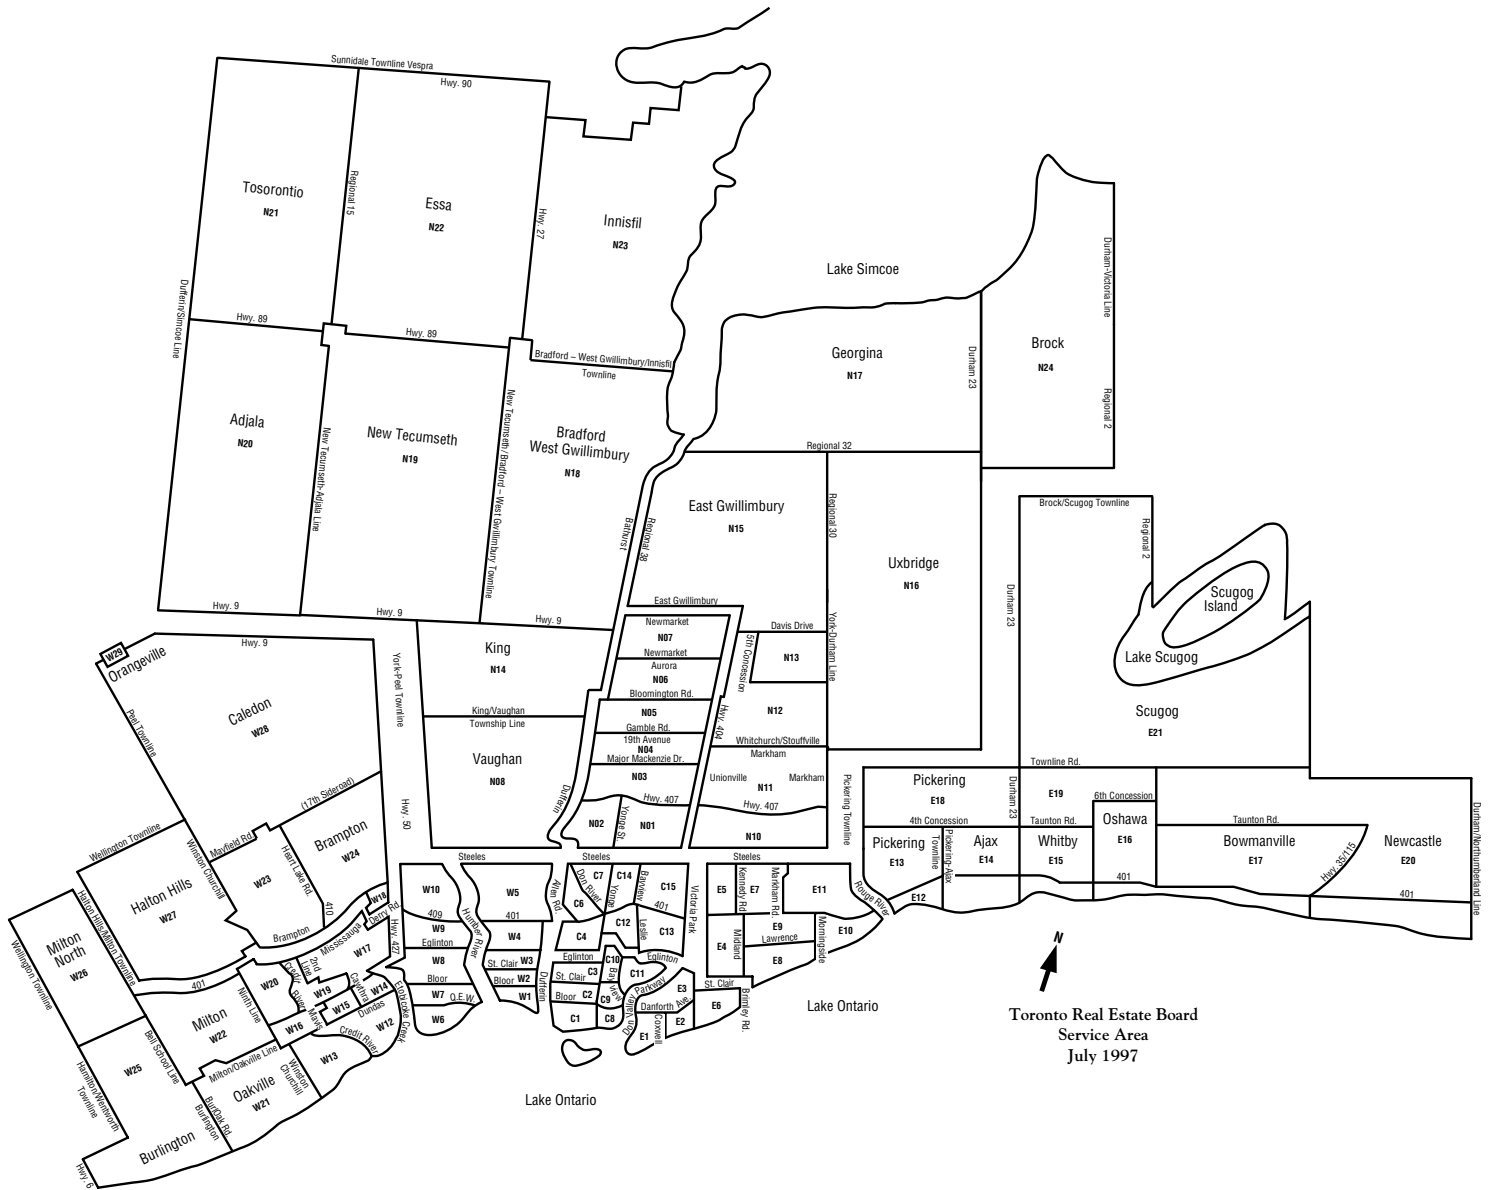 Sunnidale Townline Vespra
Hwy. 90
Tosorontio
N21
Regional 15
Essa
N22
Hwy. 27
Innisfil
N23
Dufferin/Simcoe Line
Hwy. 89
Hwy. 89
Bradford – West Gwillimbury/Innisfil
Townline
Lake Simcoe
Georgina
N17
Durham 23
Brock
N24
Durham-Victoria Line
Regional 2
Adjala
N20
New Tecumseth-Adjala Line
New Tecumseth
N19
New Tecumseth/ Bradford – West Gwillimbury Townline
Bradford
West Gwillimbury
N18
Bathurst
Regional 38
Regional 32
East Gwillimbury
N15
Regional 30
Uxbridge
N16
Durham 23
Brock/Scugog Townline
Regional 2
Scugog
Island
Lake Scugog
Scugog
E21
Hwy. 9
Hwy. 9
Hwy. 9
King
N14
King/Vaughan
Township Line
Vaughan
N08
York-Peel Townline
Hwy. 50
East Gwillimbury
Newmarket
N07
Newmarket
Aurora
N06
Bloomington Rd.
N05
Gamble Rd.
19th Avenue
N04
Major Mackenzie Dr.
N03
Hwy. 407
N02
Yonge St.
N01
Dufferin
5th Concession
Davis Drive
N13
York-Durham Line
N12
Hwy. 404
Whitchurch/Stouffville
Markham
Unionville
Markham
N11
Hwy. 407
N10
Pickering Townline
Townline Rd.
Pickering
E18
Durham 23
E19
6th Concession
4th Concession
Taunton Rd.
Taunton Rd.
Pickering
E13
Pickering-Ajax
Townline
Ajax
E14
Whitby
E15
Oshawa
E16
Bowmanville
E17
Hwy. 35/115
Newcastle
E20
Durham/Northumberland Line
401
401
E12
W29
Orangeville
Hwy. 9
Peel Townline
Caledon
W28
(17th Sideroad)
Mayfield Rd.
Wellington Townline
Winston Churchill
Heart Lake Rd.
Brampton
W24
W23
410
Halton Hills
W27
Halton Hills/Milton Townline
Milton
North
W26
Wellington Townline
Brampton
401
Mississauga
W18
Derry Rd.
W17
2nd
Line
Credit
River
W20
W19
Cawthra
W14
W15
Mavis
Dundas
W16
W12
Ninth Line
Credit River
W13
Etobicoke Creek
Hwy. 427
Milton
W22
Milton/Oakville Line
Bell School Line
W25
Hamilton/Wentworth
Townline
Oakville
W21
Winston
Churchill
Burloak Rd.
Burlington
Burlington
Hwy. 6
Steeles
Steeles
Steeles
W10
409
W9
Eglinton
W8
Bloor
W7
Q.E.W.
W6
Humber River
W5
401
W4
St. Clair
W3
Bloor
W2
W1
Allen Rd.
Dufferin
C7
Don River
C6
C14
Yonge
Bayview
C15
401
C12
Leslie
C13
C4
Eglinton
C10
Eglinton
St. Clair
C3
Bay View
C11
Bloor
C2
C9
C1
C8
Don Valley Parkway
Victoria Park
E5
Kennedy Rd
E7
Markham Rd.
E11
Rouge River
E10
E9
Lawrence
E8
Morningside
E4
Midland
St. Clair
E3
Danforth Ave.
E6
Brimley Rd.
E2
Coxwell
E1
Lake Ontario
Lake Ontario
N
Toronto Real Estate Board
Service Area
July 1997